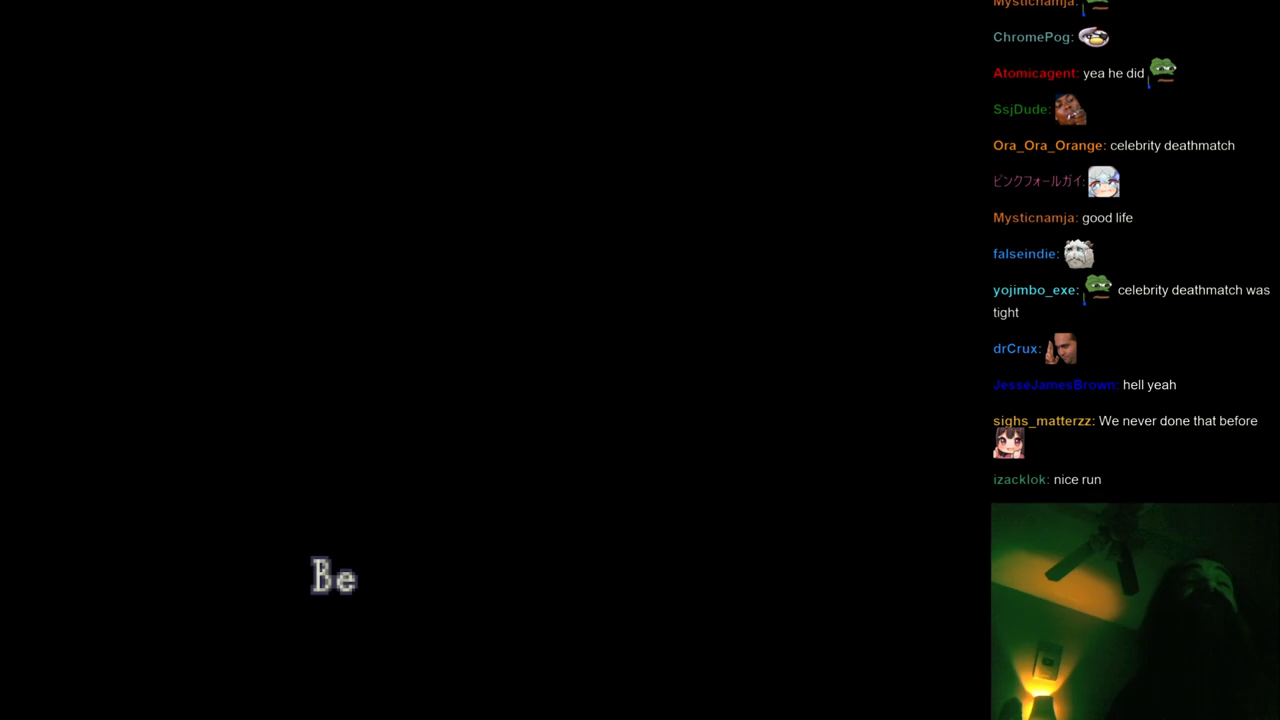 Mysticnamja:
ChromePog:
Atomicagent: yea he did
SsjDude:
Ora_Ora_Orange: celebrity deathmatch
ピンクフォールガイ:
Mysticnamja: good life
falseindie:
yojimbo_exe: celebrity deathmatch was
tight
drCrux:
JesseJamesBrown: hell yeah
sighs_matterzz: We never done that before
izacklok: nice run
Be